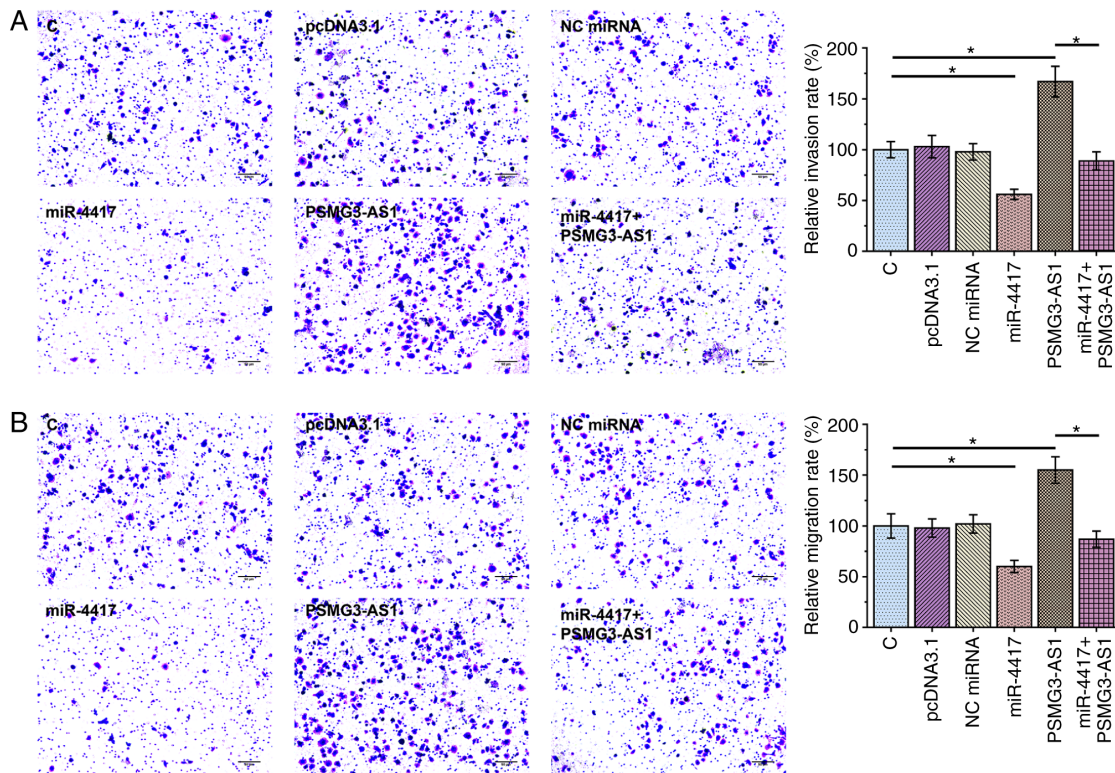 A
C
pcDNA3.1
NC miRNA
miR-4417
PSMG3-AS1
miR-4417+
PSMG3-AS1
Relative invasion rate (%)
200
150
100
50
0
*
*
*
C
pcDNA3.1
NC miRNA
miR-4417
PSMG3-AS1
miR-4417+
PSMG3-AS1
B
C
pcDNA3.1
NC miRNA
miR-4417
PSMG3-AS1
miR-4417+
PSMG3-AS1
Relative migration rate (%)
200
150
100
50
0
*
*
*
C
pcDNA3.1
NC miRNA
miR-4417
PSMG3-AS1
miR-4417+
PSMG3-AS1